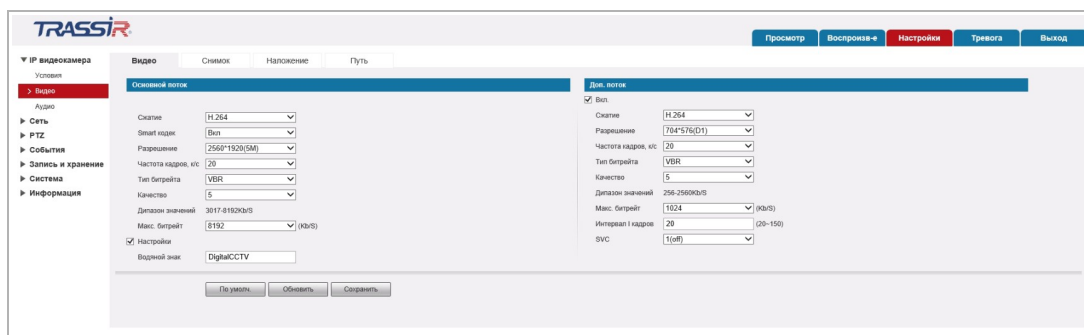 TRASSIR
Просмотр
Воспроизв-е
Настройки
Тревога
Выход
IP видеокамера
Условия
Видео
Аудио
Сеть
PTZ
События
Запись и хранение
Система
Информация
Видео
Снимок
Наложение
Путь
Основной поток
Сжатие H.264
Smart кодек Вкл
Разрешение 2560*1920(5M)
Частота кадров, к/с 20
Тип битрейта VBR
Качество 5
Дипазон значений 3017-8192Kb/S
Макс. битрейт 8192 (Kb/S)
Настройки
Водяной знак DigitalCCTV
По умолч. Обновить Сохранить
Доп. поток
Вкл.
Сжатие H.264
Разрешение 704*576(D1)
Частота кадров, к/с 20
Тип битрейта VBR
Качество 5
Дипазон значений 256-2560Kb/S
Макс. битрейт 1024 (Kb/S)
Интервал I кадров 20 (20~150)
SVC 1(off)